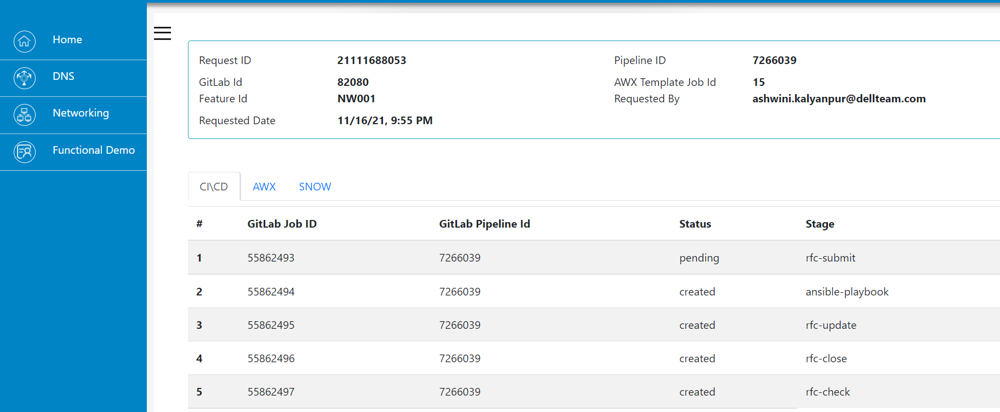 Home
DNS
Networking
Functional Demo
Request ID 21111688053 Pipeline ID 7266039
GitLab Id 82080 AWX Template Job Id 15
Feature Id NW001 Requested By ashwini.kalyanpur@dellteam.com
Requested Date 11/16/21, 9:55 PM
CI\CD AWX SNOW
# GitLab Job ID GitLab Pipeline Id Status Stage
1 55862493 7266039 pending rfc-submit
2 55862494 7266039 created ansible-playbook
3 55862495 7266039 created rfc-update
4 55862496 7266039 created rfc-close
5 55862497 7266039 created rfc-check